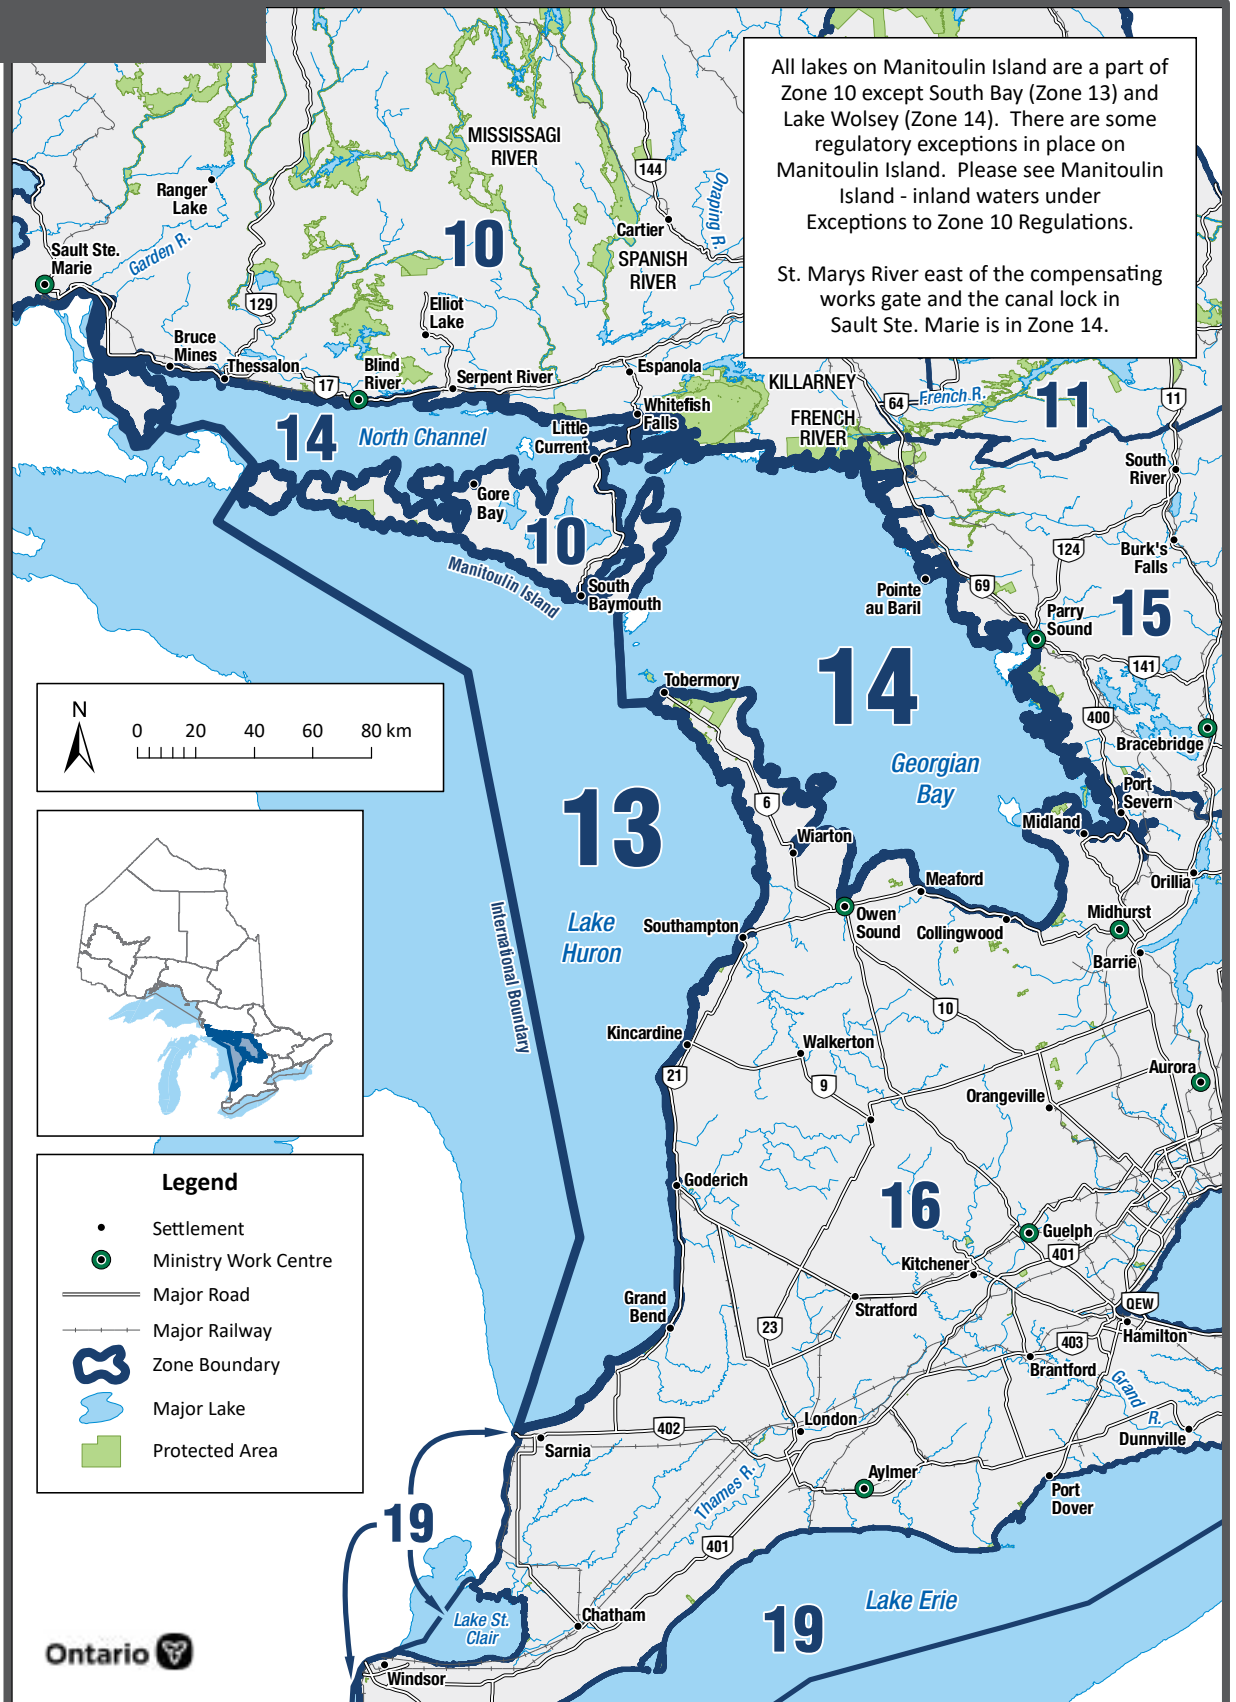 All lakes on Manitoulin Island are a part of
Zone 10 except South Bay (Zone 13) and
Lake Wolsey (Zone 14).  There are some
regulatory exceptions in place on
Manitoulin Island.  Please see Manitoulin
Island - inland waters under
Exceptions to Zone 10 Regulations.
St. Marys River east of the compensating
works gate and the canal lock in
Sault Ste. Marie is in Zone 14.
MISSISSAGI
RIVER
144
Onaping R.
Ranger
Lake
Cartier
10
Garden R.
Sault Ste.
Marie
SPANISH
RIVER
129
Elliot
Lake
Bruce
Mines
Thessalon
Blind
River
17
Serpent River
Espanola
KILLARNEY
64
French R.
11
11
Whitefish
Falls
FRENCH
RIVER
14
North Channel
Little
Current
South
River
Gore
Bay
10
124
Burk's
Falls
Manitoulin Island
South
Baymouth
Pointe
au Baril
69
Parry
Sound
15
141
14
Tobermory
N
0 20 40 60 80 km
400
Bracebridge
Georgian
Bay
13
6
Port
Severn
Midland
Wiarton
Meaford
Orillia
Lake
Huron
International Boundary
Southampton
Owen
Sound
Collingwood
Midhurst
Barrie
10
Kincardine
Walkerton
21
9
Aurora
Orangeville
Goderich
16
Guelph
401
Kitchener
Legend
Settlement
Ministry Work Centre
Major Road
Major Railway
Zone Boundary
Major Lake
Protected Area
Grand
Bend
Stratford
QEW
Hamilton
23
403
Brantford
Grand
R.
London
402
Sarnia
Dunnville
Aylmer
Thames R.
Port
Dover
19
401
Lake St.
Clair
Chatham
Lake Erie
19
Windsor
Ontario